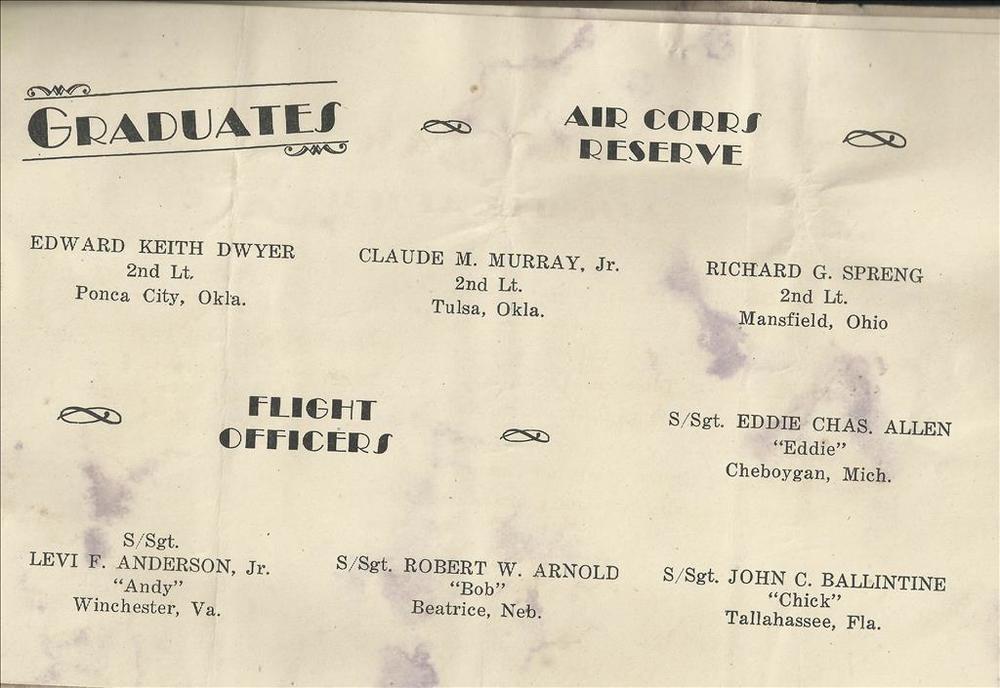 GRADUATES
AIR CORPS
RESERVE
EDWARD KEITH DWYER
2nd Lt.
Ponca City, Okla.
CLAUDE M. MURRAY, Jr.
2nd Lt.
Tulsa, Okla.
RICHARD G. SPRENG
2nd Lt.
Mansfield, Ohio
FLIGHT
OFFICERS
S/Sgt. EDDIE CHAS. ALLEN
“Eddie”
Cheboygan, Mich.
S/Sgt.
LEVI F. ANDERSON, Jr.
“Andy”
Winchester, Va.
S/Sgt. ROBERT W. ARNOLD
“Bob”
Beatrice, Neb.
S/Sgt. JOHN C. BALLINTINE
“Chick”
Tallahassee, Fla.